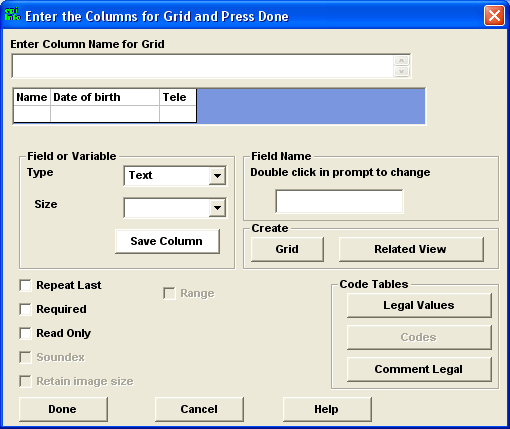 Enter the Columns for Grid and Press Done
Enter Column Name for Grid
Name Date of birth Tele
Field or Variable
Type Text
Size
Save Column
Field Name
Double click in prompt to change
Create
Grid Related View
Repeat Last
Range
Required
Read Only
Soundex
Retain image size
Code Tables
Legal Values
Codes
Comment Legal
Done Cancel Help